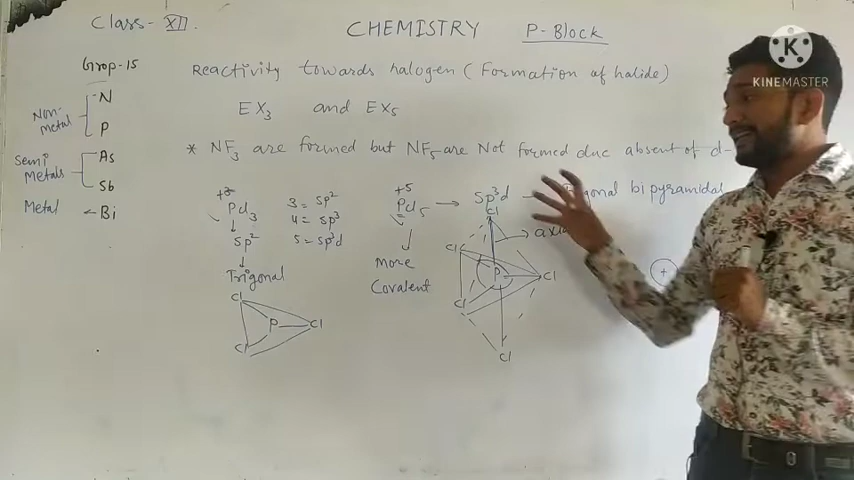 Class- XII
CHEMISTRY P-Block
KINEMASTER
Grop-15
Reactivity towards halogen (Formation of halide)
Non-metal
N
P
EX3 and EX5
* NF3 are formed but NF5 are Not formed due absent of d-
Semi Metals
As
Sb
Metal
Bi
+3
PCl3
sp2
Trigonal
3 = sp2
4 = sp3
5 = sp3d
+5
PCl5 → sp3d
bipyramidal
More
Covalent
Cl
Cl
P
Cl
Cl
Cl
Cl
P
Cl
Cl
Cl
+